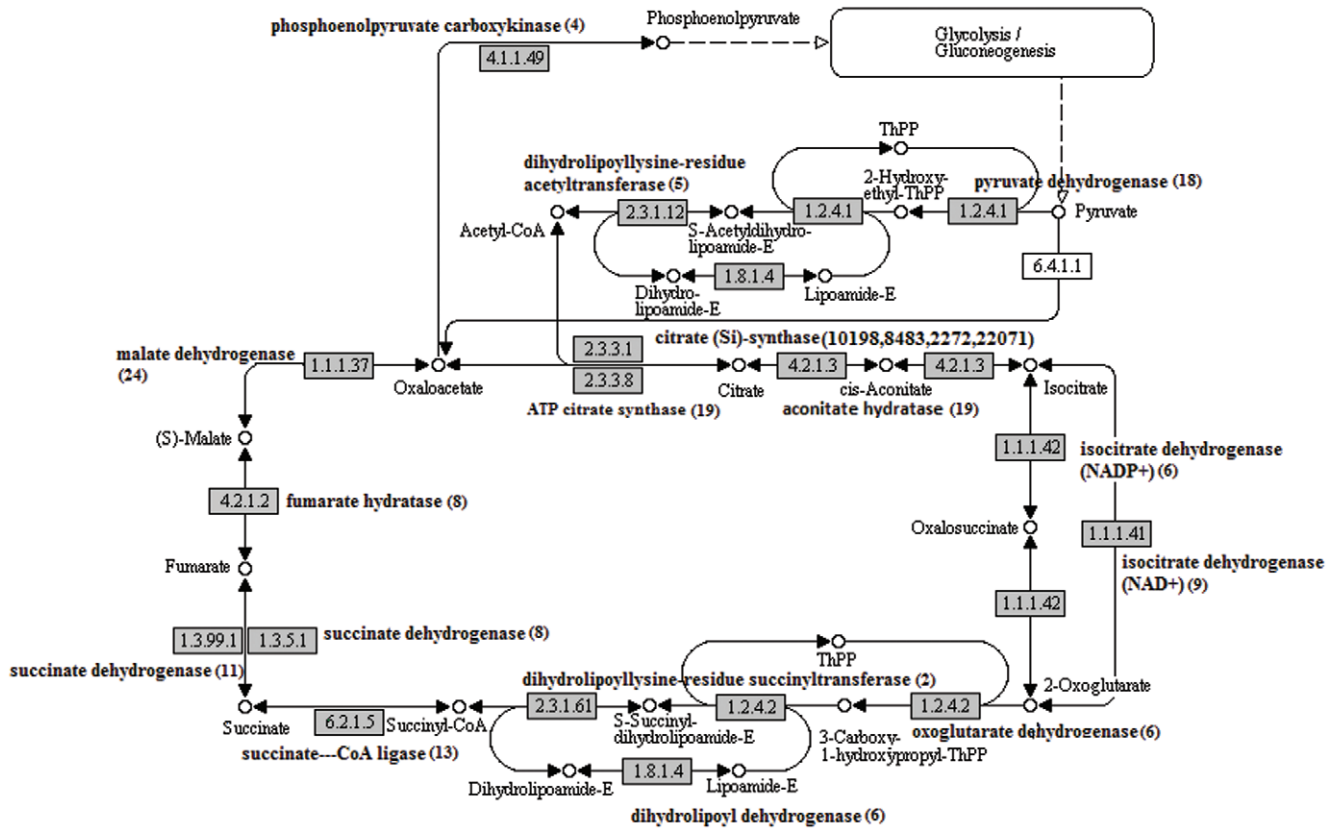 phosphoenolpyruvate carboxykinase (4)
Phosphoenolpyruvate
4.1.1.49
Glycolysis /
Gluconeogenesis
ThPP
dihydrolipoyllysine-residue
acetyltransferase (5)
2-Hydroxy-
ethyl-ThPP
pyruvate dehydrogenase (18)
2.3.1.12
1.2.4.1
1.2.4.1
Pyruvate
Acetyl-CoA
S-Acetyldihydro-
lipoamide-E
6.4.1.1
1.8.1.4
Dihydro-
lipoamide-E
Lipoamide-E
citrate (Si)-synthase (10198,8483,2272,22071)
malate dehydrogenase
(24)
1.1.1.37
2.3.3.1
4.2.1.3
4.2.1.3
Oxaloacetate
2.3.3.8
Citrate
cis-Aconitate
Isocitrate
ATP citrate synthase (19)
aconitate hydratase (19)
(S)-Malate
1.1.1.42
isocitrate dehydrogenase
(NADP+) (6)
4.2.1.2
fumarate hydratase (8)
Oxalosuccinate
1.1.1.41
Fumarate
isocitrate dehydrogenase
(NAD+) (9)
1.1.1.42
1.3.99.1
1.3.5.1
succinate dehydrogenase (8)
ThPP
succinate dehydrogenase (11)
dihydrolipoyllysine-residue succinyltransferase (2)
2-Oxoglutarate
2.3.1.61
1.2.4.2
1.2.4.2
Succinate
6.2.1.5
Succinyl-CoA
S-Succinyl-
dihydrolipoamide-E
3-Carboxy-
1-hydroxypropyl-ThPP
oxoglutarate dehydrogenase (6)
succinate---CoA ligase (13)
1.8.1.4
Dihydrolipoamide-E
Lipoamide-E
dihydrolipoyl dehydrogenase (6)